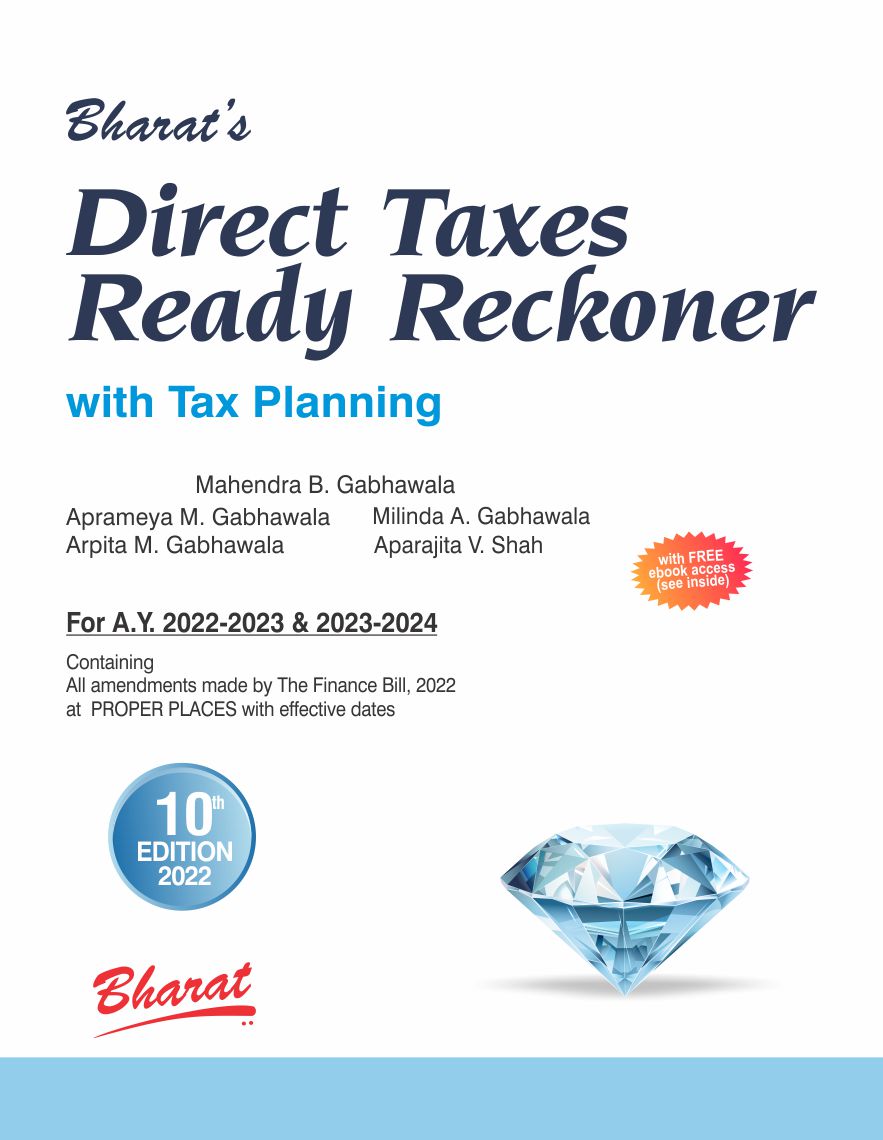 Bharat's
Direct Taxes
Ready Reckoner
with Tax Planning
Mahendra B. Gabhawala
Aprameya M. Gabhawala Milinda A. Gabhawala
Arpita M. Gabhawala Aparajita V. Shah
with FREE
ebook access
(see inside)
For A.Y. 2022-2023 & 2023-2024
Containing
All amendments made by The Finance Bill, 2022
at PROPER PLACES with effective dates
10th
EDITION
2022
Bharat